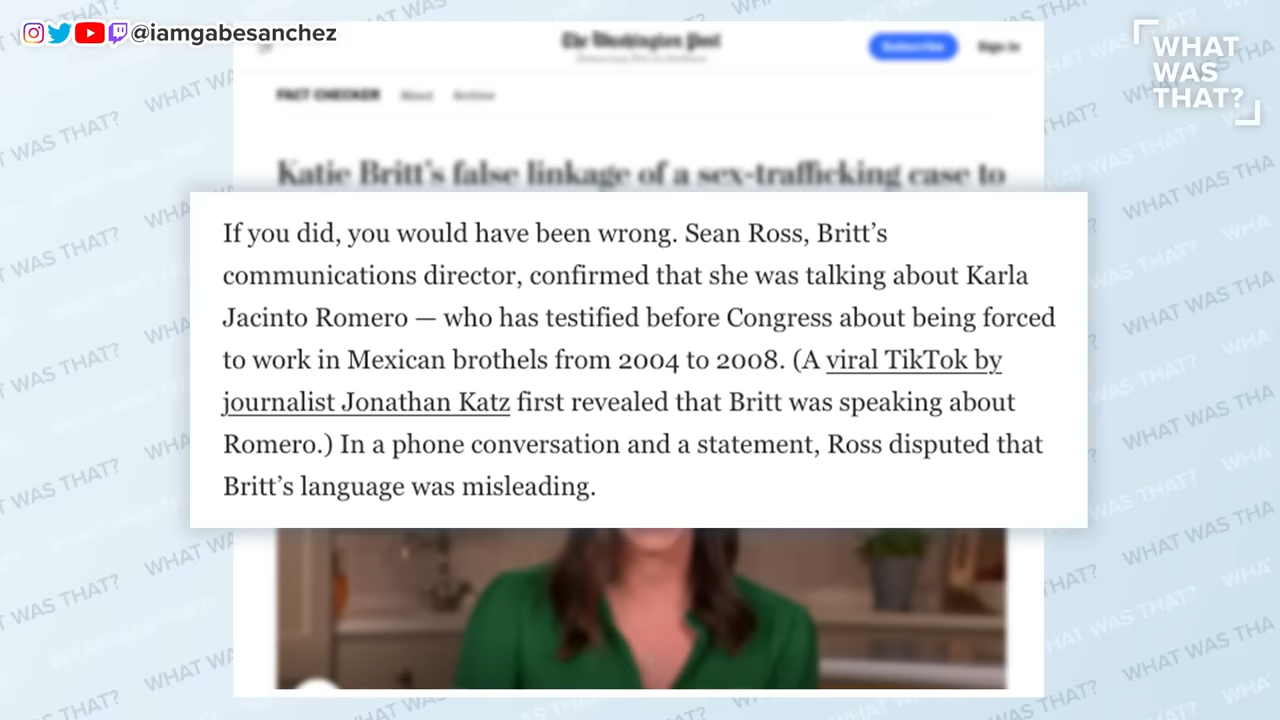 @iamgabesanchez
WHAT
WAS
THAT?
The Washington Post
Subscribe
Sign in
FACT CHECKER
About
Archive
Katie Britt’s false linkage of a sex-trafficking case to
If you did, you would have been wrong. Sean Ross, Britt’s
communications director, confirmed that she was talking about Karla
Jacinto Romero — who has testified before Congress about being forced
to work in Mexican brothels from 2004 to 2008. (A viral TikTok by
journalist Jonathan Katz first revealed that Britt was speaking about
Romero.) In a phone conversation and a statement, Ross disputed that
Britt’s language was misleading.